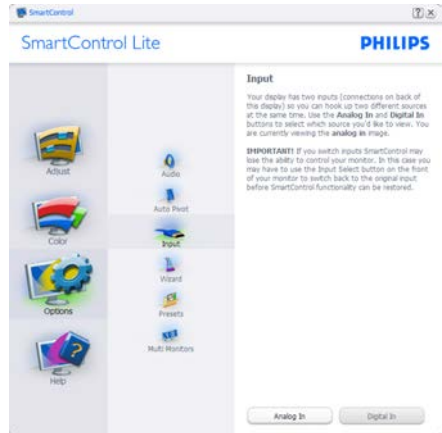 SmartControl
SmartControl Lite
PHILIPS
Adjust
Color
Options
Help
Audio
Auto Pivot
Input
Wizard
Presets
Multi Monitors
Input
Your display has two inputs (connections on back of
this display) so you can hook up two different sources
at the same time. Use the Analog In and Digital In
buttons to select which source you'd like to view. You
are currently viewing the analog in image.
IMPORTANT! If you switch inputs SmartControl may
lose the ability to control your monitor. In this case you
may have to use the Input Select button on the front
of your monitor to switch back to the original input
before SmartControl functionality can be restored.
Analog In
Digital In